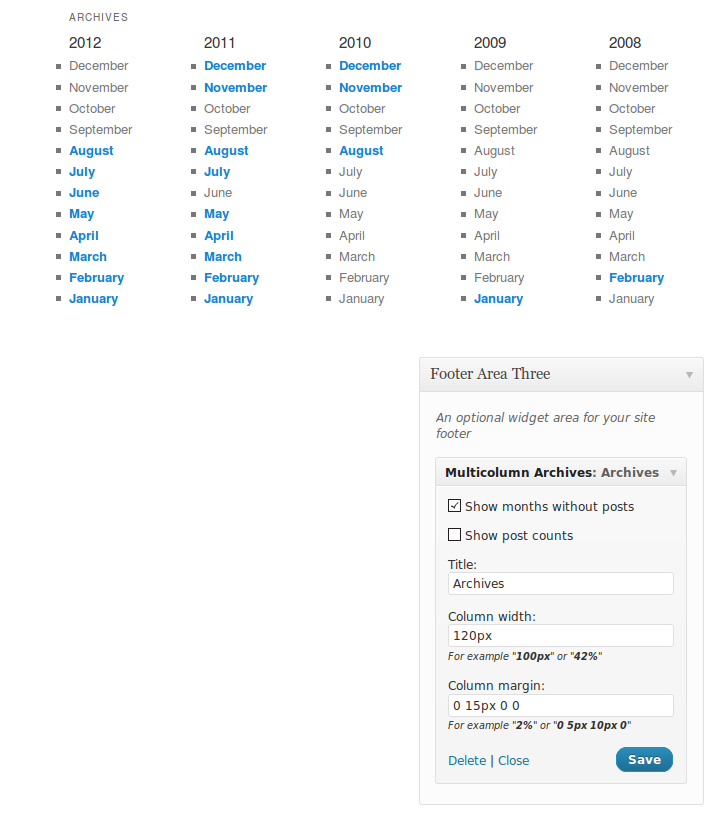 ARCHIVES
2012 2011 2010 2009 2008
December December December December December
November November November November November
October October October October October
September September September September September
August August August August August
July July July July July
June June June June June
May May May May May
April April April April April
March March March March March
February February February February February
January January January January January
Footer Area Three
An optional widget area for your site
footer
Multicolumn Archives: Archives
Show months without posts
Show post counts
Title:
Archives
Column width:
120px
For example "100px" or "42%"
Column margin:
0 15px 0 0
For example "2%" or "0 5px 10px 0"
Delete | Close Save